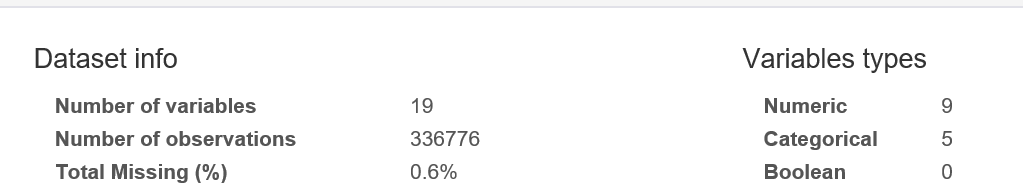 Dataset info
Variables types
Number of variables 19
Numeric 9
Number of observations 336776
Categorical 5
Total Missing (%) 0.6%
Boolean 0